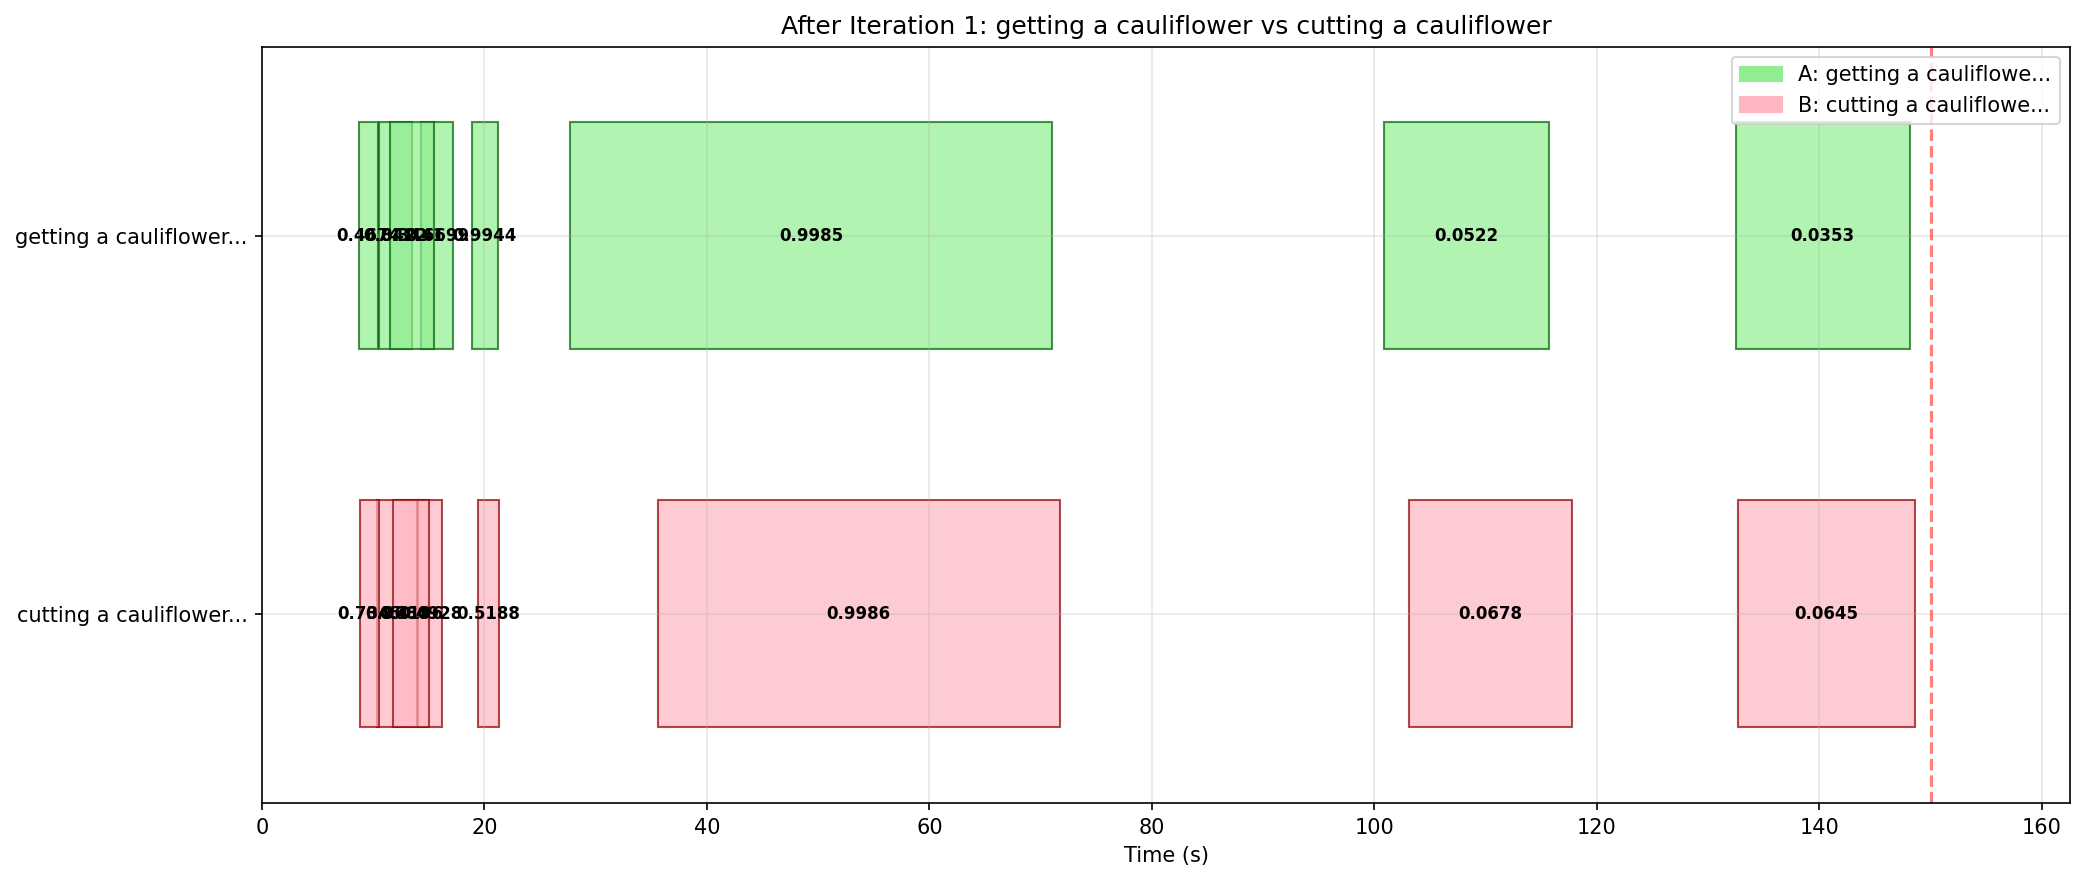 After Iteration 1: getting a cauliflower vs cutting a cauliflower
A: getting a cauliflowe...
B: cutting a cauliflowe...
getting a cauliflower...
0.9944
0.9985
0.0522
0.0353
cutting a cauliflower...
0.5188
0.9986
0.0678
0.0645
0
20
40
60
80
100
120
140
160
Time (s)